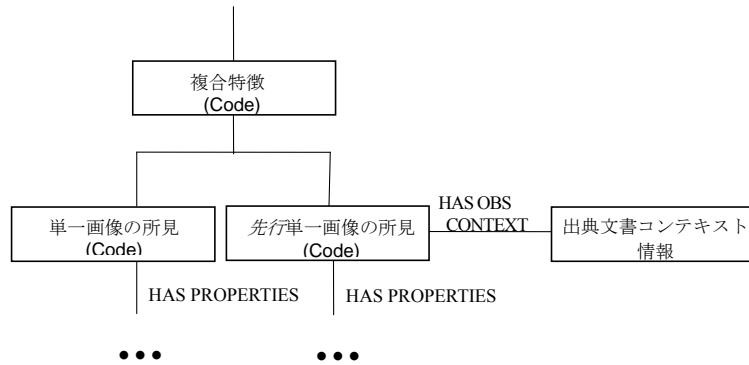 複合特徴
(Code)
単一画像の所見
(Code)
先行単一画像の所見
(Code)
HAS OBS
CONTEXT
出典文書コンテキスト
情報
HAS PROPERTIES
HAS PROPERTIES
•••
•••